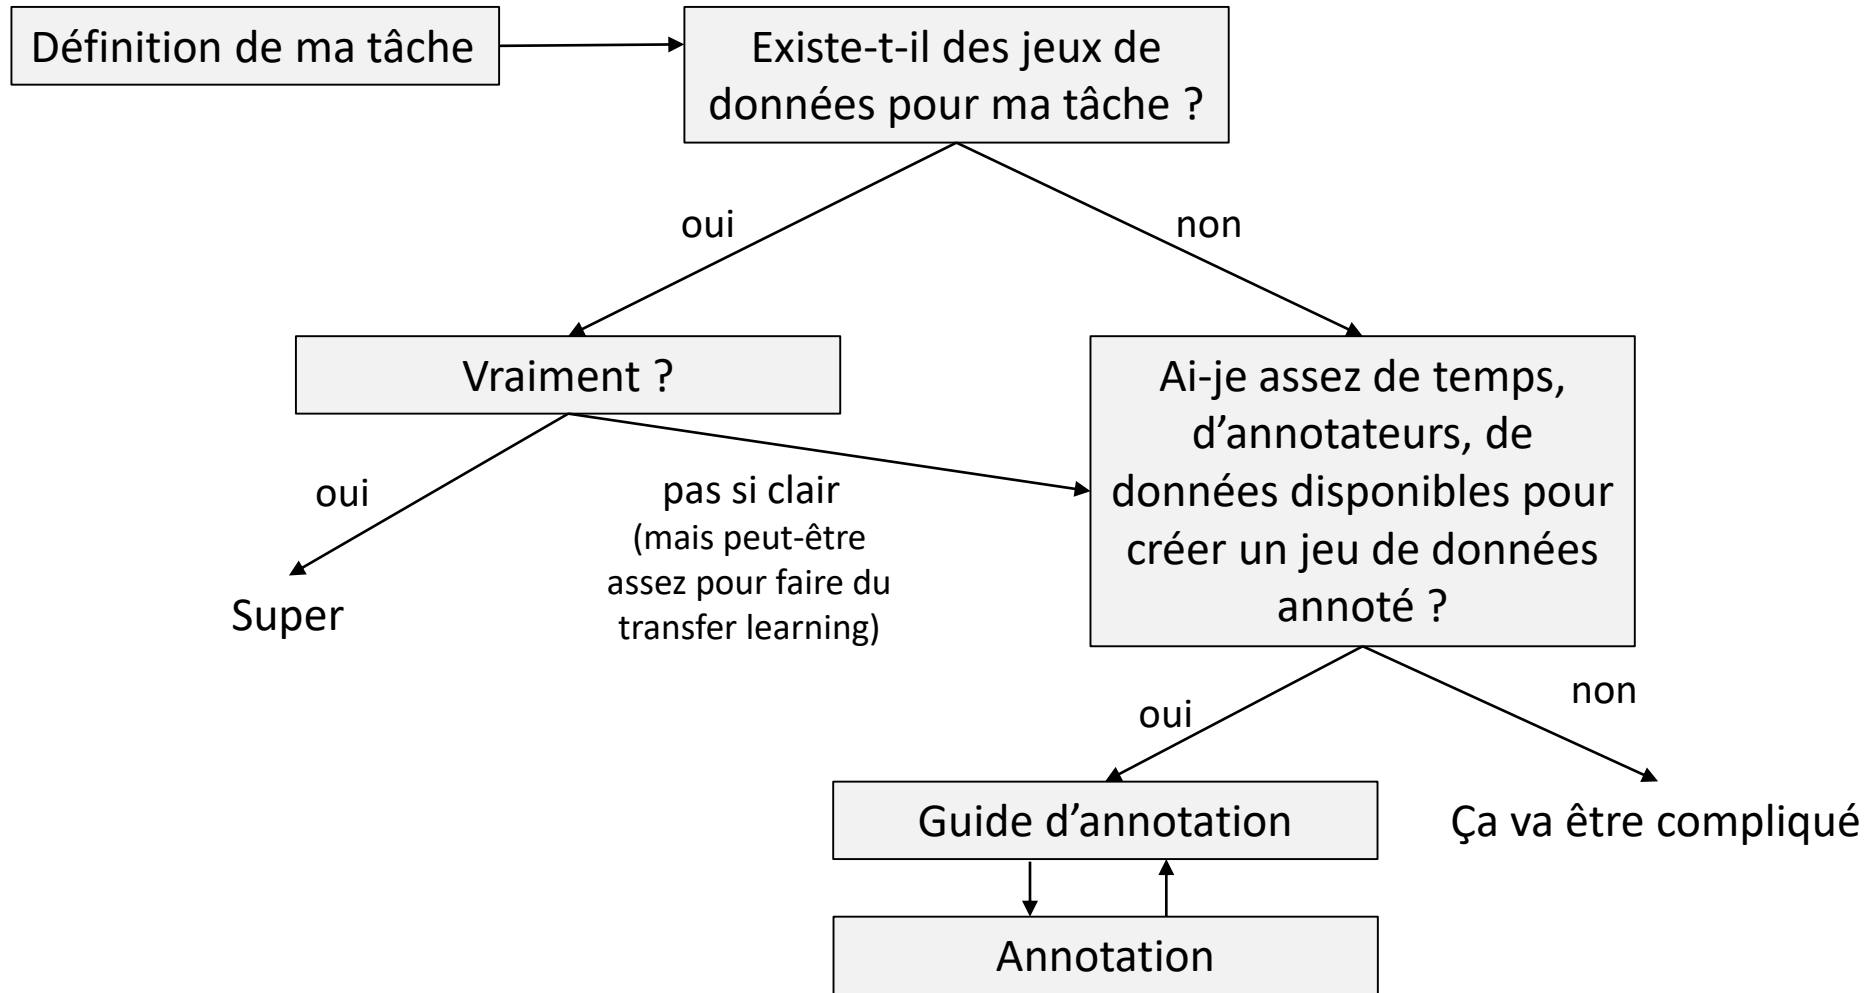 Définition de ma tâche
Existe-t-il des jeux de
données pour ma tâche ?
oui
non
Vraiment ?
Ai-je assez de temps,
d’annotateurs, de
données disponibles pour
créer un jeu de données
annoté ?
oui
pas si clair
(mais peut-être
assez pour faire du
transfer learning)
Super
oui
non
Guide d’annotation
Ça va être compliqué
Annotation